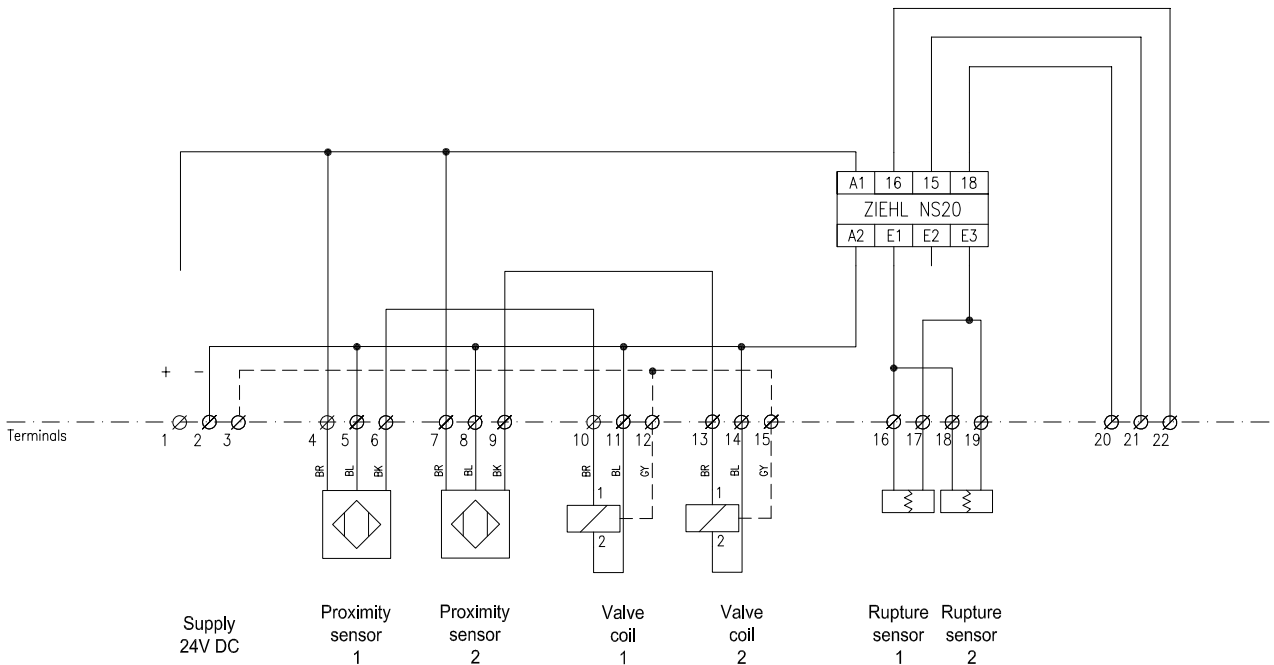 A1 16 15 18
ZIEHL NS20
A2 E1 E2 E3
+ -
Terminals
1 2 3 4 5 6 7 8 9 10 11 12 13 14 15 16 17 18 19 20 21 22
BR BL BK BR BL BK BR BL GY BR BL GY
1 1
2 2
Supply
24V DC
Proximity
sensor
1
Proximity
sensor
2
Valve
coil
1
Valve
coil
2
Rupture
sensor
1
Rupture
sensor
2